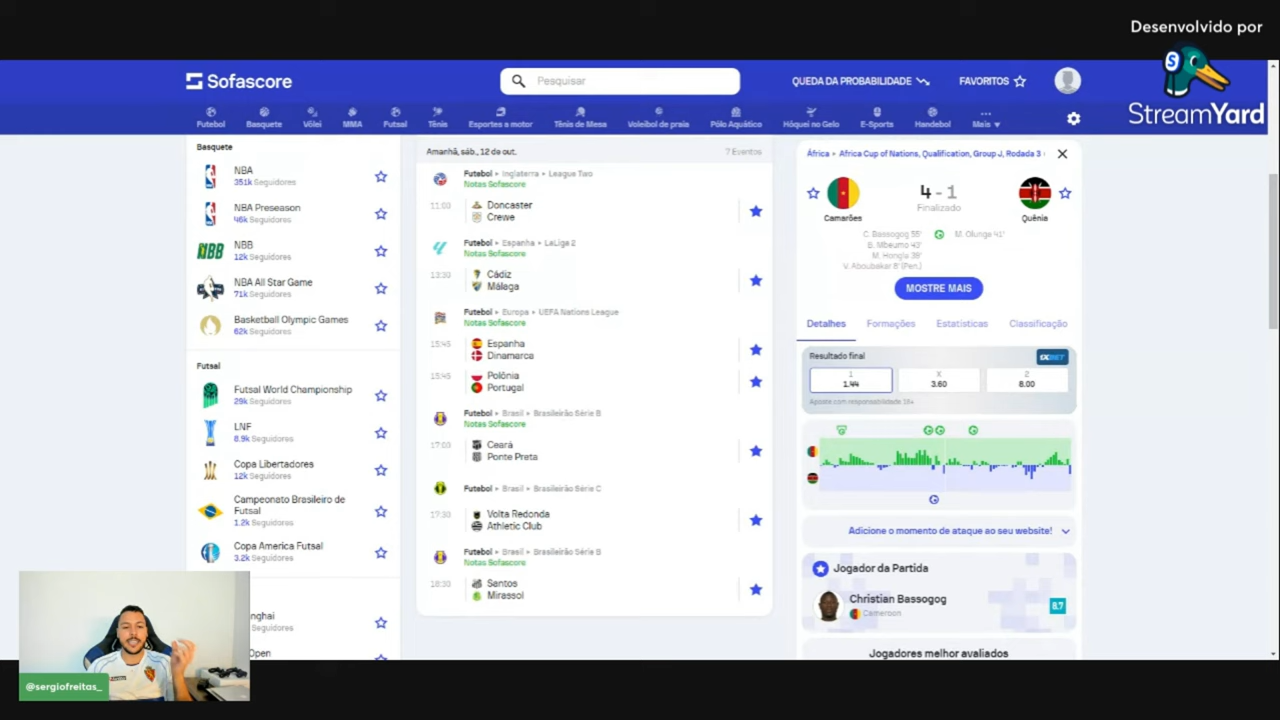 Desenvolvido por
StreamYard
Sofascore
Pesquisar
QUEDA DA PROBABILIDADE
FAVORITOS
Futebol
Basquete
Vôlei
MMA
Futsal
Tênis
Esportes a motor
Tênis de Mesa
Voleibol de praia
Pólo Aquático
Hóquei no Gelo
E-Sports
Handebol
Mais
Basquete
NBA
351k Seguidores
NBA Preseason
46k Seguidores
NBB
12k Seguidores
NBA All Star Game
71k Seguidores
Basketball Olympic Games
62k Seguidores
Futsal
Futsal World Championship
29k Seguidores
LNF
8.9k Seguidores
Copa Libertadores
12k Seguidores
Campeonato Brasileiro de
Futsal
1.2k Seguidores
Copa America Futsal
3.2k Seguidores
nghai
Seguidores
Open
@sergiofreitas_
Amanhã, sáb., 12 de out.
7 Eventos
Futebol Inglaterra League Two
Notas Sofascore
11:00
Doncaster
Crewe
Futebol Espanha LaLiga 2
Notas Sofascore
13:30
Cádiz
Málaga
Futebol Europa UEFA Nations League
Notas Sofascore
15:45
Espanha
Dinamarca
15:45
Polônia
Portugal
Futebol Brasil Brasileirão Série B
Notas Sofascore
17:00
Ceará
Ponte Preta
Futebol Brasil Brasileirão Série C
17:30
Volta Redonda
Athletic Club
Futebol Brasil Brasileirão Série B
Notas Sofascore
18:30
Santos
Mirassol
África Africa Cup of Nations, Qualification, Group J, Rodada 3
4 - 1
Finalizado
Camarões
Quênia
C. Bassogog 55'
M. Olunga 41'
B. Mbeumo 43'
M. Hongla 38'
V. Aboubakar 8' (Pen.)
MOSTRE MAIS
Detalhes
Formações
Estatísticas
Classificação
Resultado final
1XBET
1
1.44
X
3.60
2
8.00
Aposte com responsabilidade 18+
Adicione o momento de ataque ao seu website!
Jogador da Partida
Christian Bassogog
Cameroon
8.7
Jogadores melhor avaliados